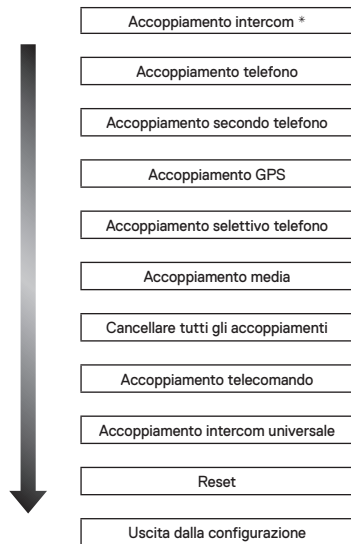 Accoppiamento intercom *
Accoppiamento telefono
Accoppiamento secondo telefono
Accoppiamento GPS
Accoppiamento selettivo telefono
Accoppiamento media
Cancellare tutti gli accoppiamenti
Accoppiamento telecomando
Accoppiamento intercom universale
Reset
Uscita dalla configurazione